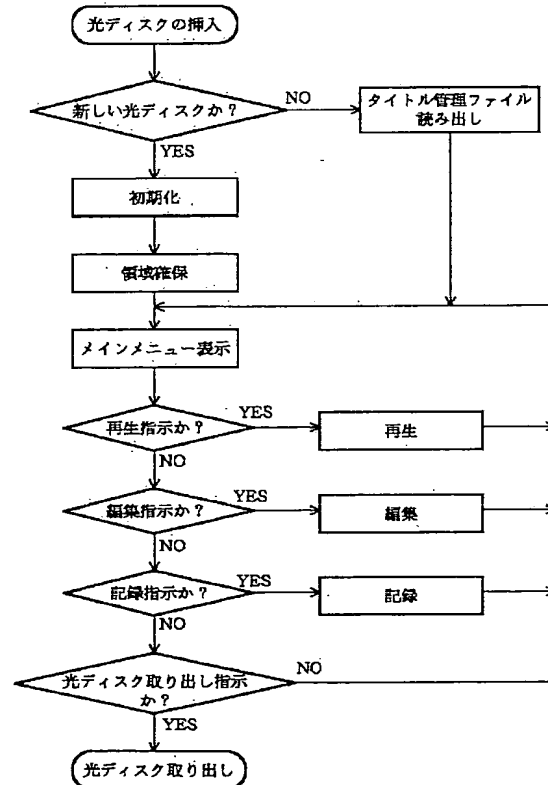 光ディスクの挿入
新しい光ディスクか?
NO
タイトル管理ファイル
読み出し
YES
初期化
領域確保
メインメニュー表示
再生指示か?
YES
再生
NO
編集指示か?
YES
編集
NO
記録指示か?
YES
記録
NO
光ディスク取り出し指示
か?
NO
YES
光ディスク取り出し